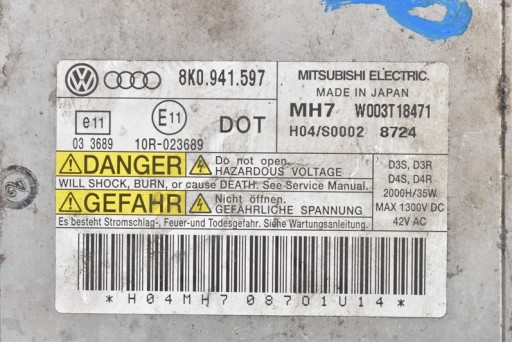 8K0.941.597
MITSUBISHI ELECTRIC.
MADE IN JAPAN
MH7 W003T18471
H04/S0002 8724
e11
03 3689
E11
10R-023689
DOT
DANGER
Do not open.
HAZARDOUS VOLTAGE
WILL SHOCK, BURN, or cause DEATH. See Service Manual.
GEFAHR
Nicht öffnen.
GEFÄHRLICHE SPANNUNG
Es besteht Stromschlag-, Feuer-und Todesgefahr. Siehe Wartungsanleitung.
D3S, D3R
D4S, D4R
2000H/35W
MAX 1300V DC
42V AC
*H04MH708701U14*